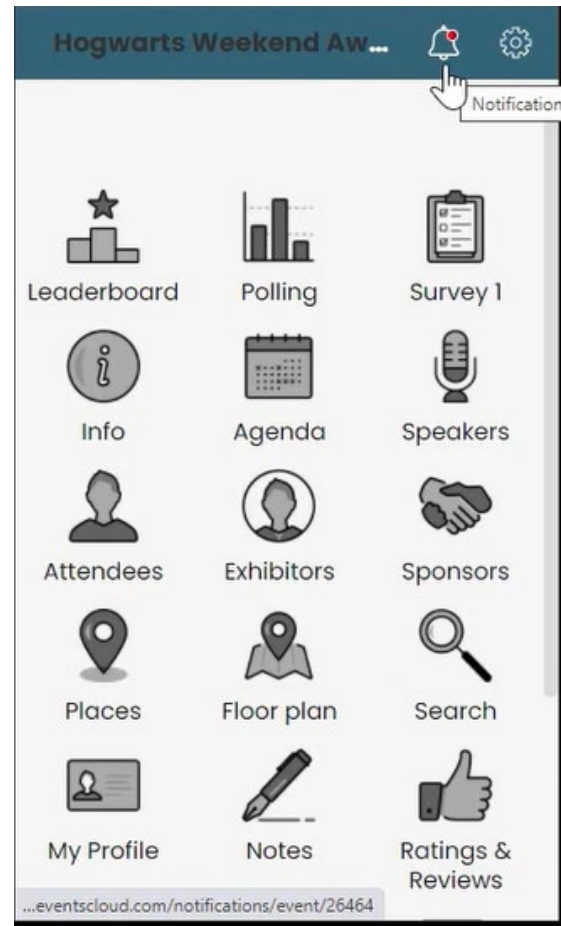 Hogwarts Weekend Aw...
Notification
Leaderboard Polling Survey 1
Info Agenda Speakers
Attendees Exhibitors Sponsors
Places Floor plan Search
My Profile Notes Ratings &
Reviews
...eventscloud.com/notifications/event/26464